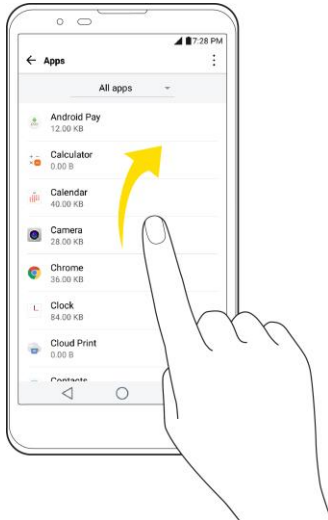 7:28 PM
Apps
All apps
Android Pay
12.00 KB
Calculator
0.00 B
Calendar
40.00 KB
Camera
28.00 KB
Chrome
36.00 KB
Clock
84.00 KB
Cloud Print
0.00 B
Contacts